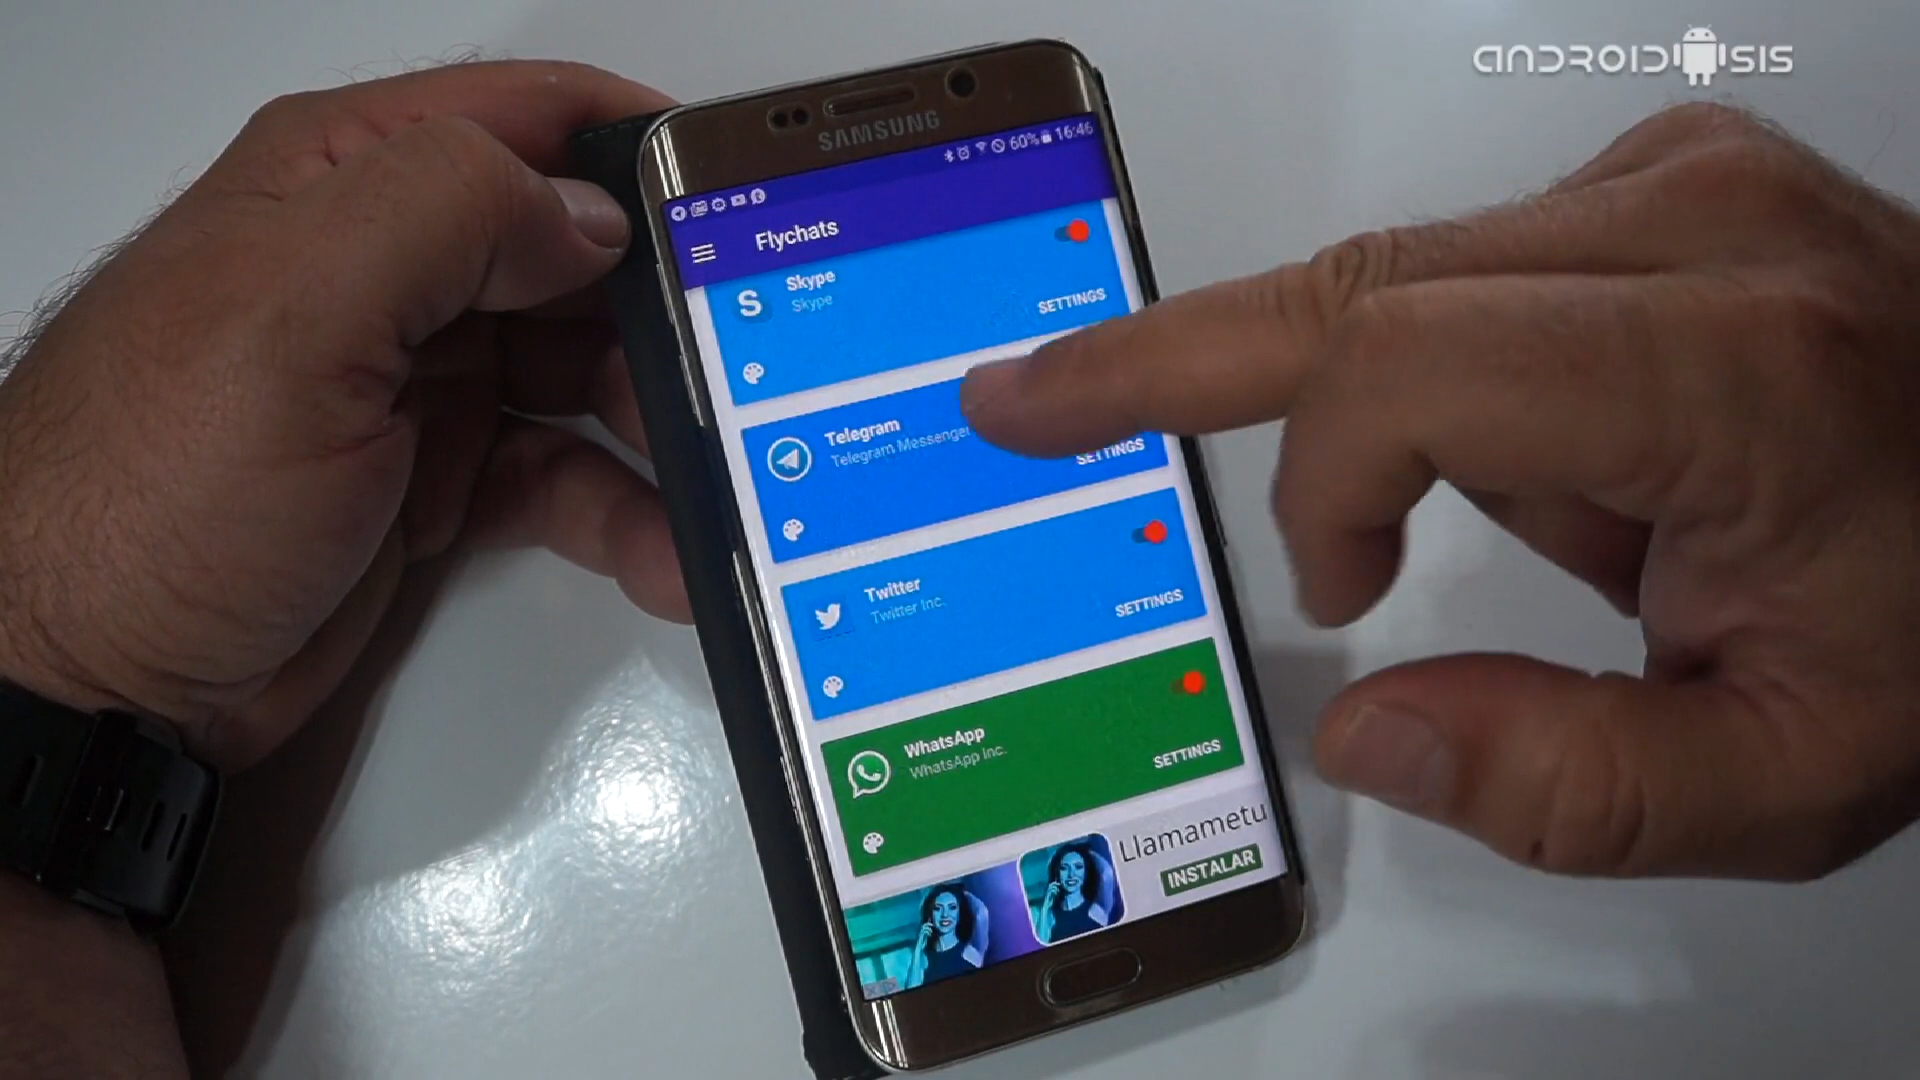 ANDROIDSIS
SAMSUNG
60% 16:46
Flychats
Skype
Skype
SETTINGS
Telegram
Telegram Messenger
SETTINGS
Twitter
Twitter Inc.
SETTINGS
WhatsApp
WhatsApp Inc.
SETTINGS
Llamametu
INSTALAR